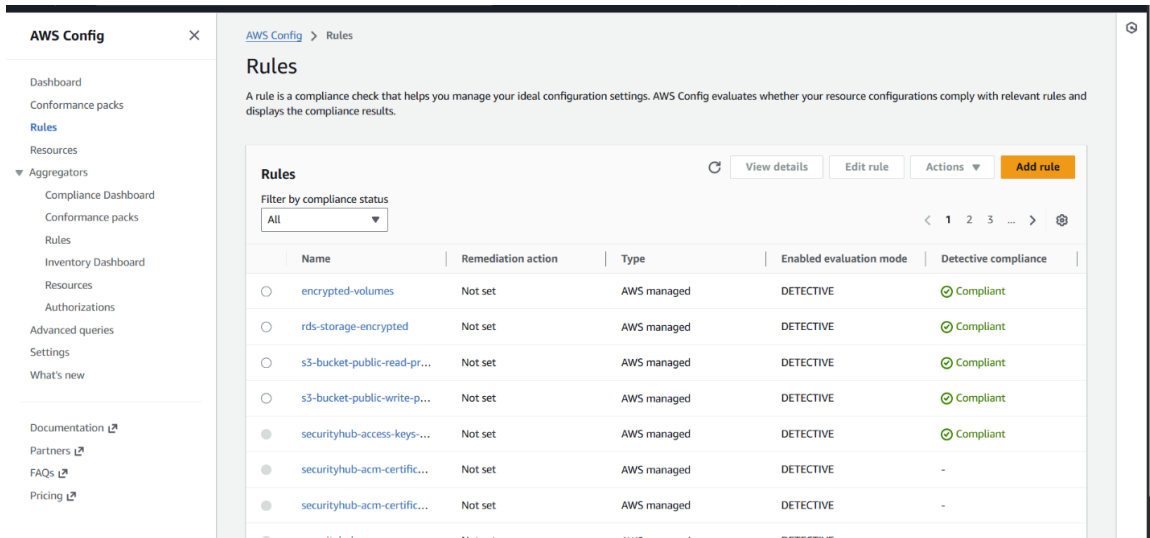 AWS Config
Dashboard
Conformance packs
Rules
Resources
Aggregators
Compliance Dashboard
Conformance packs
Rules
Inventory Dashboard
Resources
Authorizations
Advanced queries
Settings
What's new
Documentation
Partners
FAQs
Pricing
AWS Config > Rules
Rules
A rule is a compliance check that helps you manage your ideal configuration settings. AWS Config evaluates whether your resource configurations comply with relevant rules and
displays the compliance results.
Rules View details Edit rule Actions Add rule
Filter by compliance status
All 1 2 3 ...
Name Remediation action Type Enabled evaluation mode Detective compliance
encrypted-volumes Not set AWS managed DETECTIVE Compliant
rds-storage-encrypted Not set AWS managed DETECTIVE Compliant
s3-bucket-public-read-pr... Not set AWS managed DETECTIVE Compliant
s3-bucket-public-write-p... Not set AWS managed DETECTIVE Compliant
securityhub-access-keys-... Not set AWS managed DETECTIVE Compliant
securityhub-acm-certific... Not set AWS managed DETECTIVE -
securityhub-acm-certific... Not set AWS managed DETECTIVE -